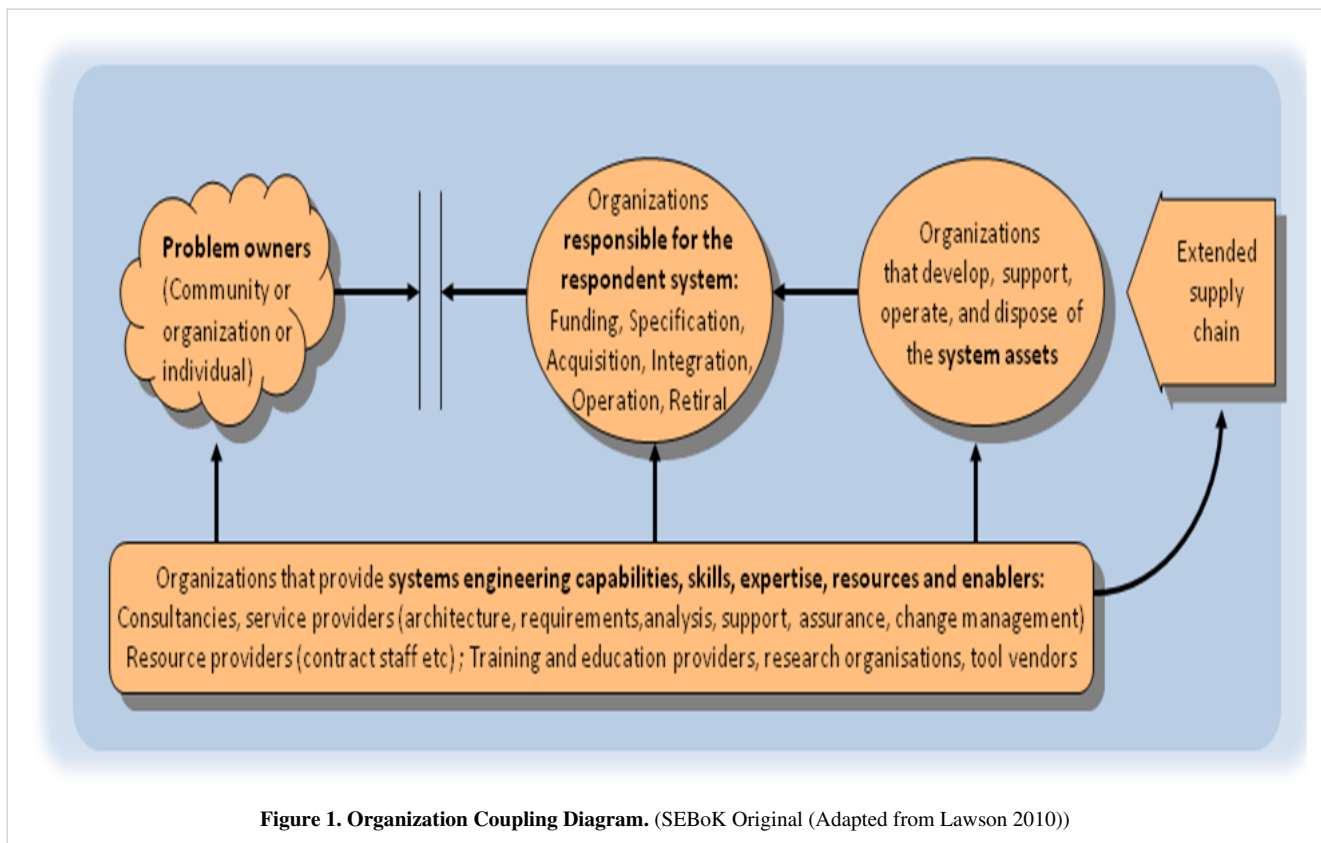 Problem owners
(Community or
organization or
individual)
Organizations
responsible for the
respondent system:
Funding, Specification,
Acquisition, Integration,
Operation, Retiral
Organizations
that develop, support,
operate, and dispose of
the system assets
Extended
supply
chain
Organizations that provide systems engineering capabilities, skills, expertise, resources and enablers:
Consultancies, service providers (architecture, requirements,analysis, support, assurance, change management)
Resource providers (contract staff etc) ; Training and education providers, research organisations, tool vendors
Figure 1. Organization Coupling Diagram. (SEBoK Original (Adapted from Lawson 2010))